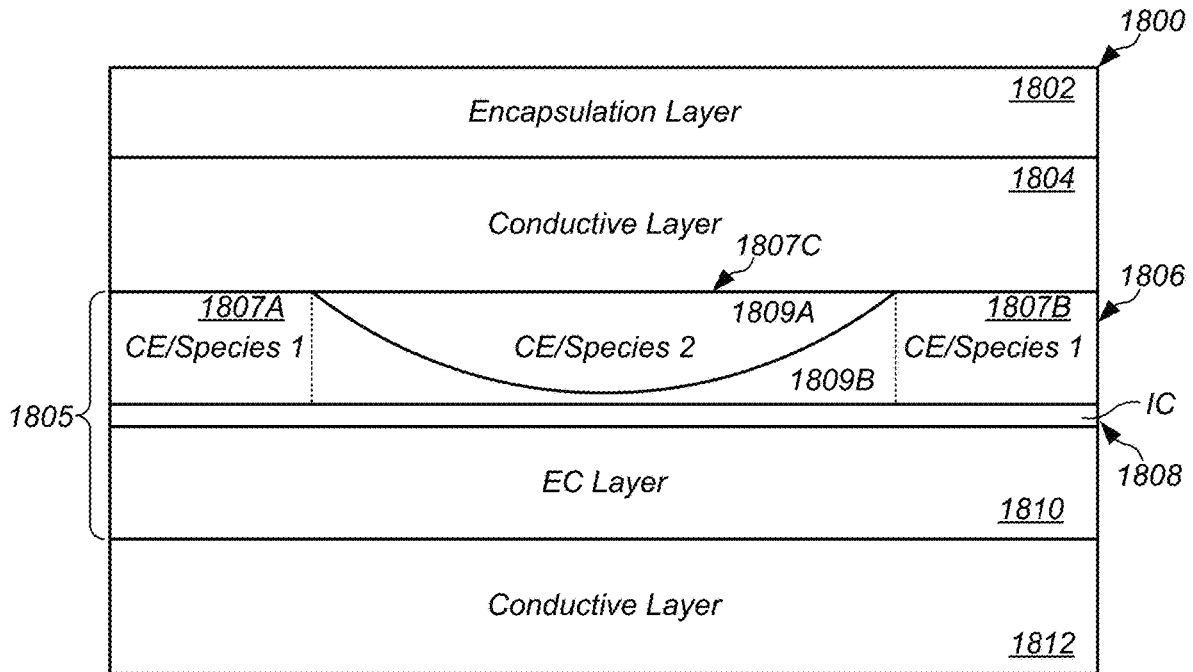 1800
1802
Encapsulation Layer
1804
Conductive Layer
1807C
1806
1807A
1809A
1807B
CE/Species 1
CE/Species 2
CE/Species 1
1809B
1805
IC
1808
EC Layer
1810
Conductive Layer
1812